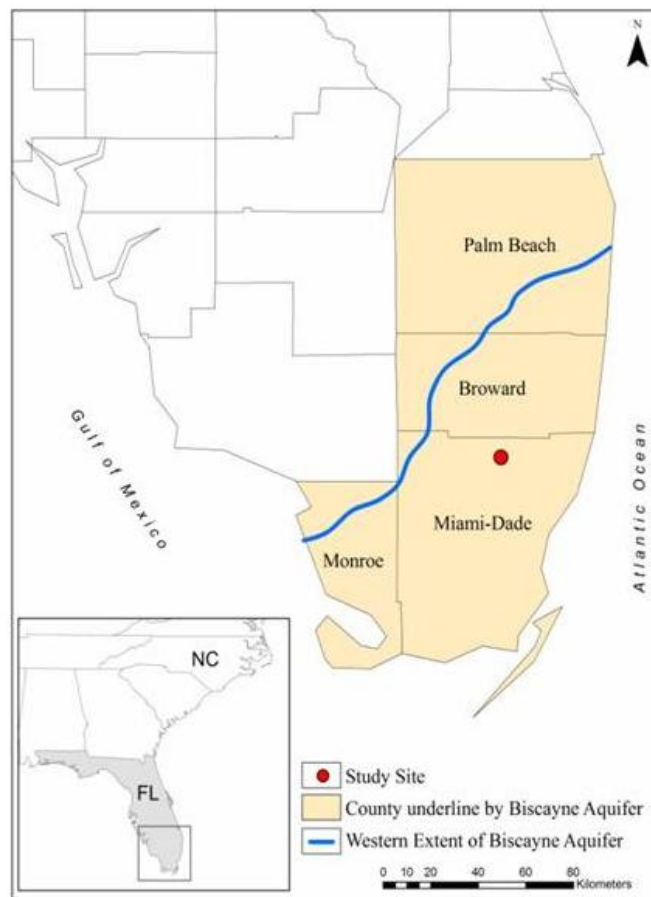 N
Palm Beach
Broward
Gulf of Mexico
Miami-Dade
Atlantic Ocean
Monroe
NC
FL
Study Site
County underline by Biscayne Aquifer
Western Extent of Biscayne Aquifer
0 5 10 20 40 60 80
Kilometers